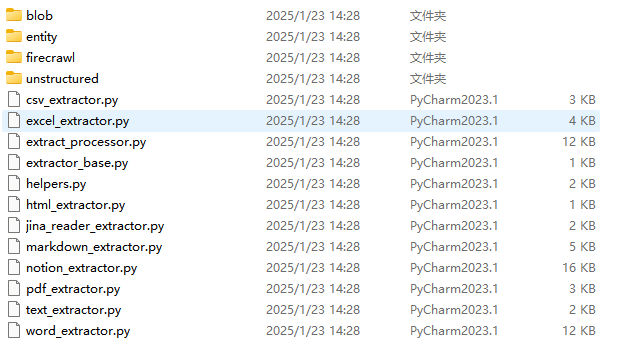 blob 2025/1/23 14:28 文件夹
entity 2025/1/23 14:28 文件夹
firecrawl 2025/1/23 14:28 文件夹
unstructured 2025/1/23 14:28 文件夹
csv_extractor.py 2025/1/23 14:28 PyCharm2023.1 3 KB
excel_extractor.py 2025/1/23 14:28 PyCharm2023.1 4 KB
extract_processor.py 2025/1/23 14:28 PyCharm2023.1 12 KB
extractor_base.py 2025/1/23 14:28 PyCharm2023.1 1 KB
helpers.py 2025/1/23 14:28 PyCharm2023.1 2 KB
html_extractor.py 2025/1/23 14:28 PyCharm2023.1 1 KB
jina_reader_extractor.py 2025/1/23 14:28 PyCharm2023.1 2 KB
markdown_extractor.py 2025/1/23 14:28 PyCharm2023.1 5 KB
notion_extractor.py 2025/1/23 14:28 PyCharm2023.1 16 KB
pdf_extractor.py 2025/1/23 14:28 PyCharm2023.1 3 KB
text_extractor.py 2025/1/23 14:28 PyCharm2023.1 2 KB
word_extractor.py 2025/1/23 14:28 PyCharm2023.1 12 KB